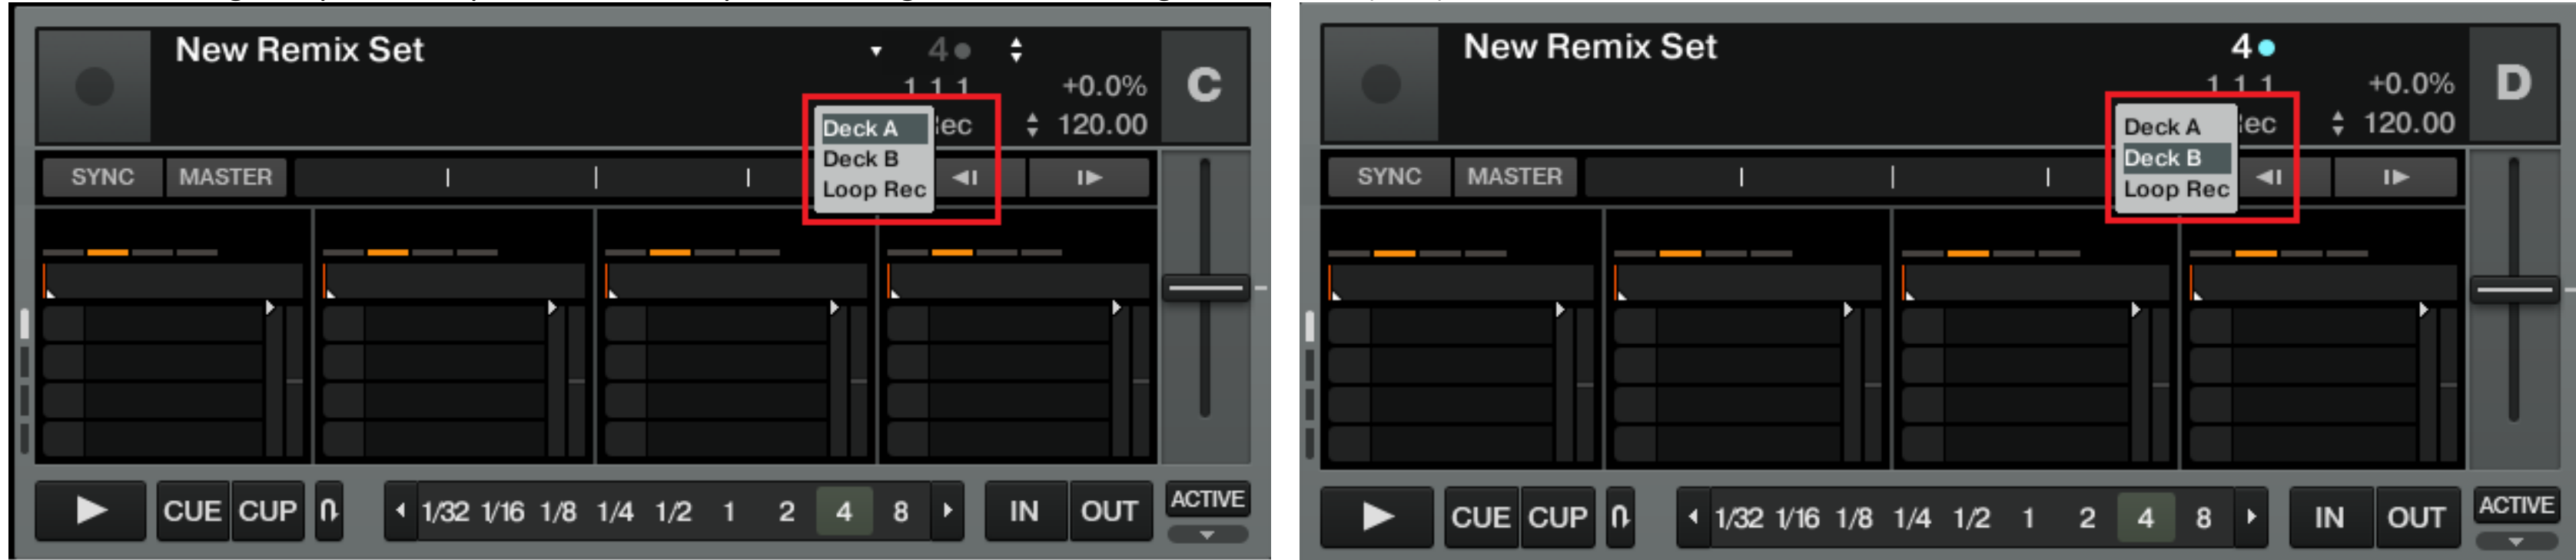 New Remix Set
4
1 1 1
+0.0%
C
Deck A
ec
120.00
Deck B
Loop Rec
SYNC
MASTER
CUE
CUP
1/32 1/16 1/8 1/4 1/2 1 2 4 8
IN
OUT
ACTIVE
New Remix Set
4
1 1 1
+0.0%
D
Deck A
ec
120.00
Deck B
Loop Rec
SYNC
MASTER
CUE
CUP
1/32 1/16 1/8 1/4 1/2 1 2 4 8
IN
OUT
ACTIVE